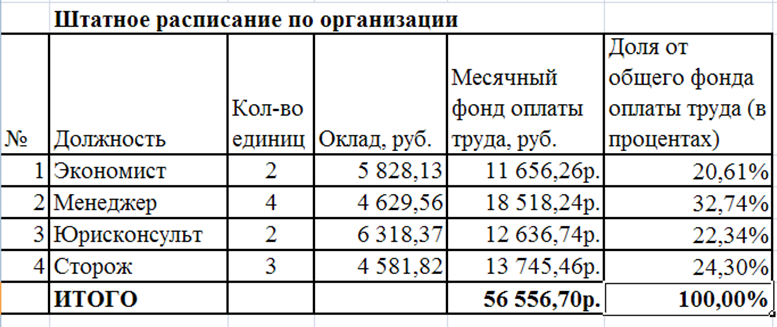 Штатное расписание по организации
№ Должность Кол-во единиц Оклад, руб. Месячный фонд оплаты труда, руб. Доля от общего фонда оплаты труда (в процентах)
1 Экономист 2 5 828,13 11 656,26р. 20,61%
2 Менеджер 4 4 629,56 18 518,24р. 32,74%
3 Юрисконсульт 2 6 318,37 12 636,74р. 22,34%
4 Сторож 3 4 581,82 13 745,46р. 24,30%
ИТОГО 56 556,70р. 100,00%